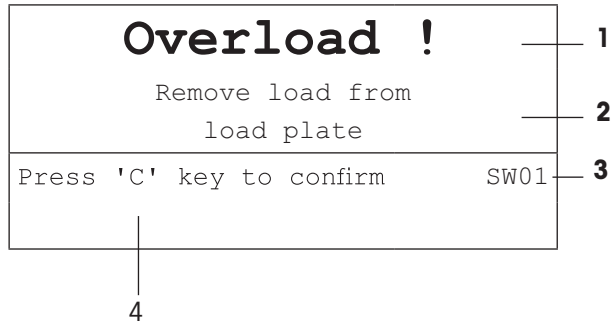 Overload ! 1
Remove load from
load plate 2
Press 'C' key to confirm SW01 3
4